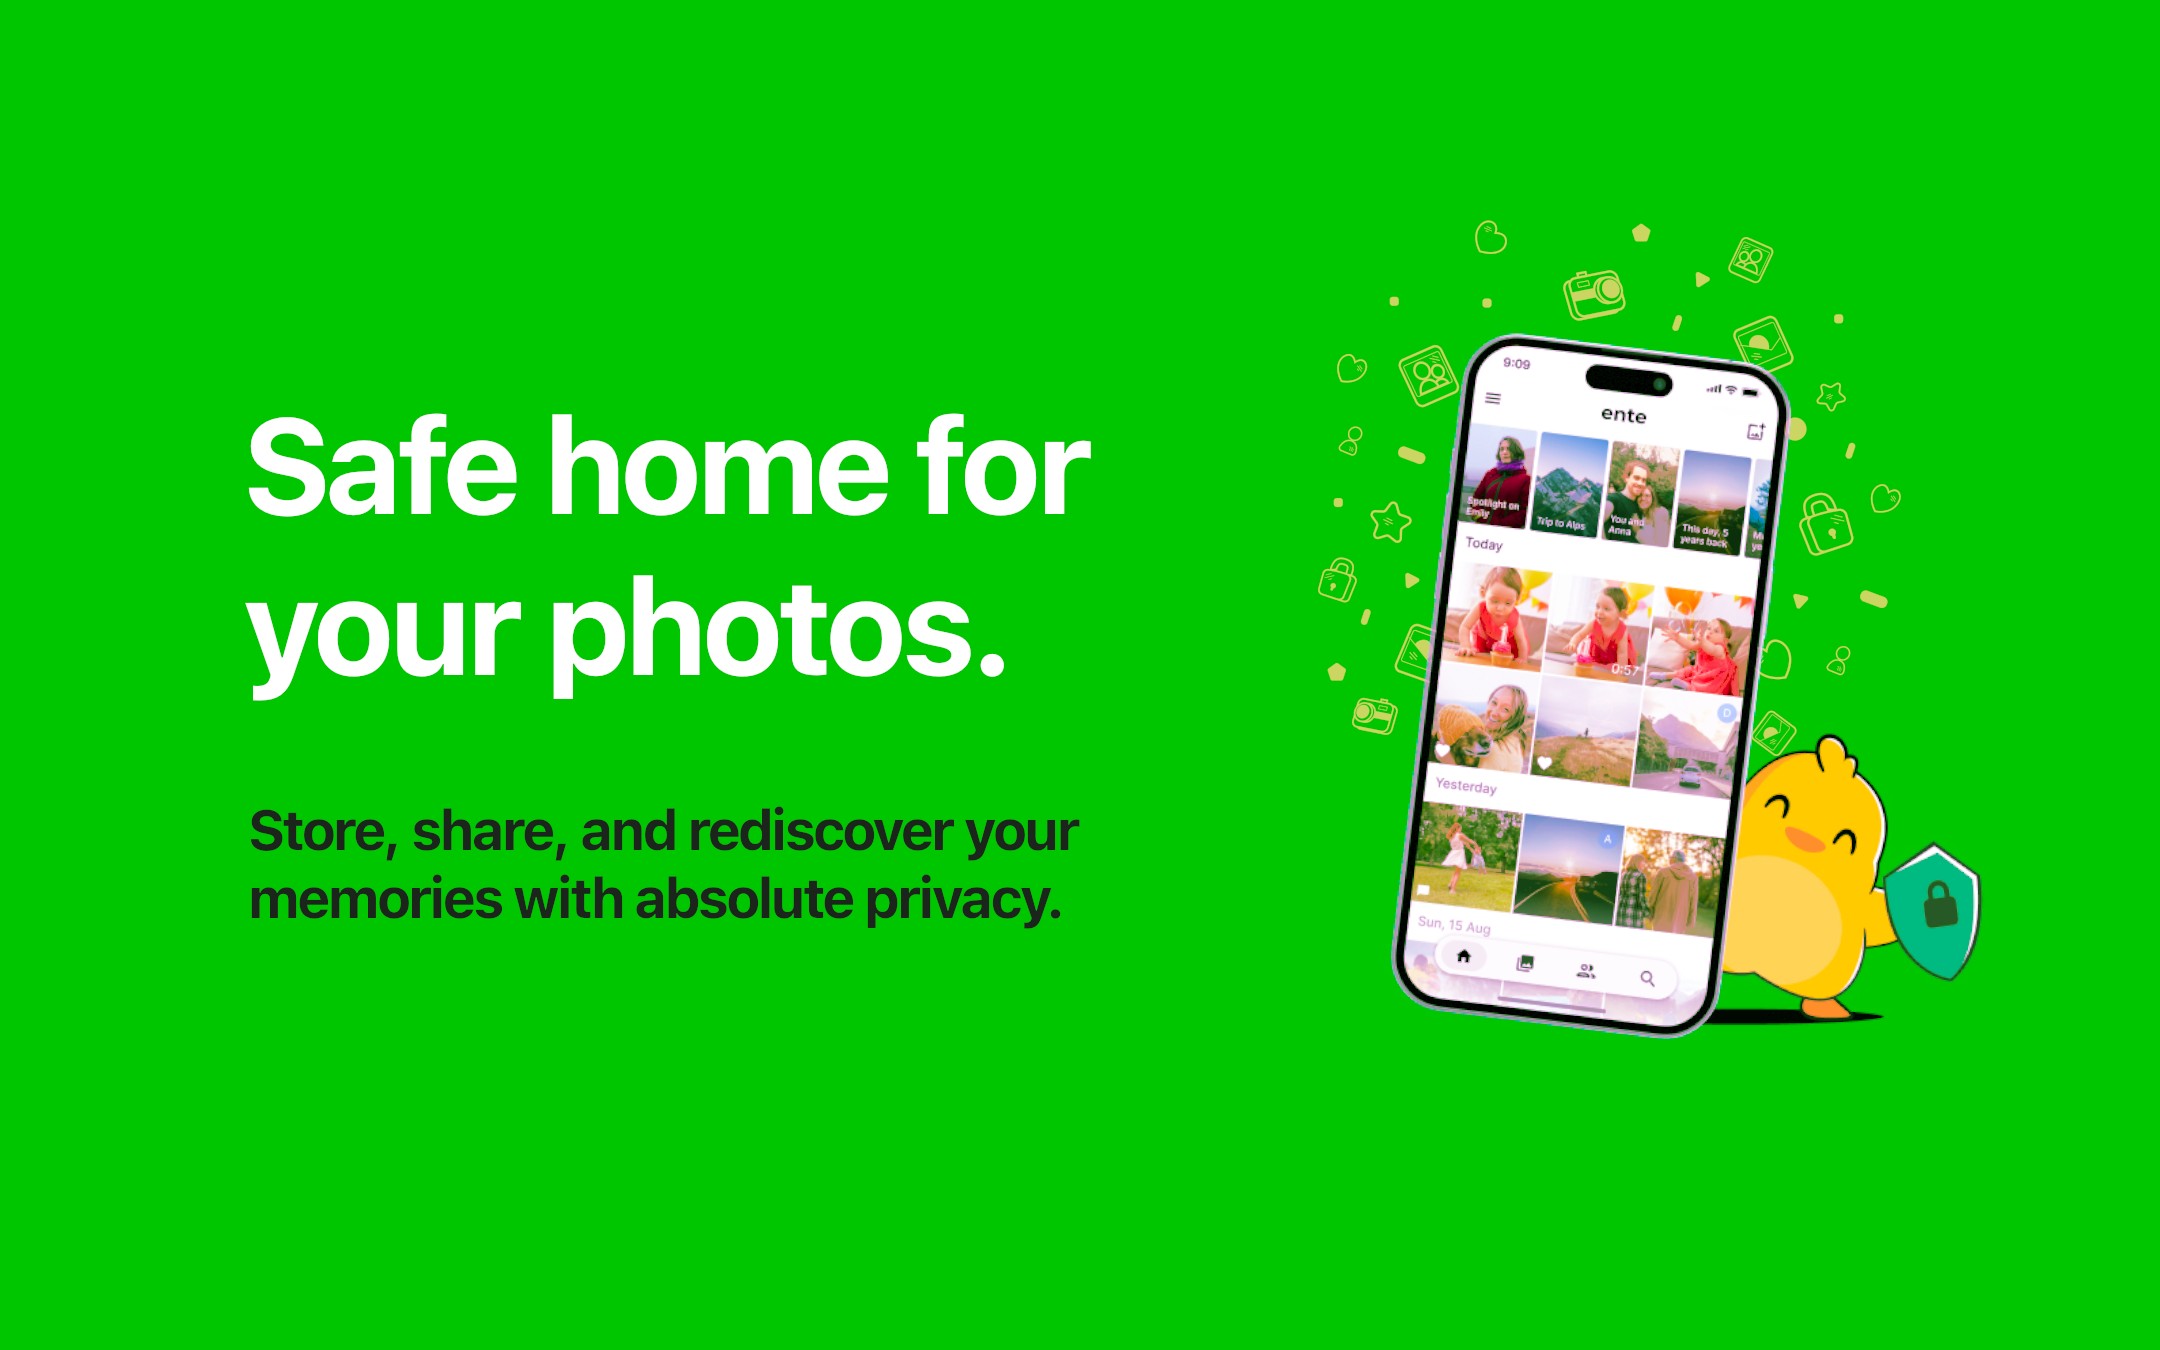 Safe home for
your photos.
Store, share, and rediscover your
memories with absolute privacy.
9:09
ente
Spotlight on
Emily
Trip to Alps
You and
Anna
This day, 5
years back
Today
0:57
D
Yesterday
A
Sun, 15 Aug